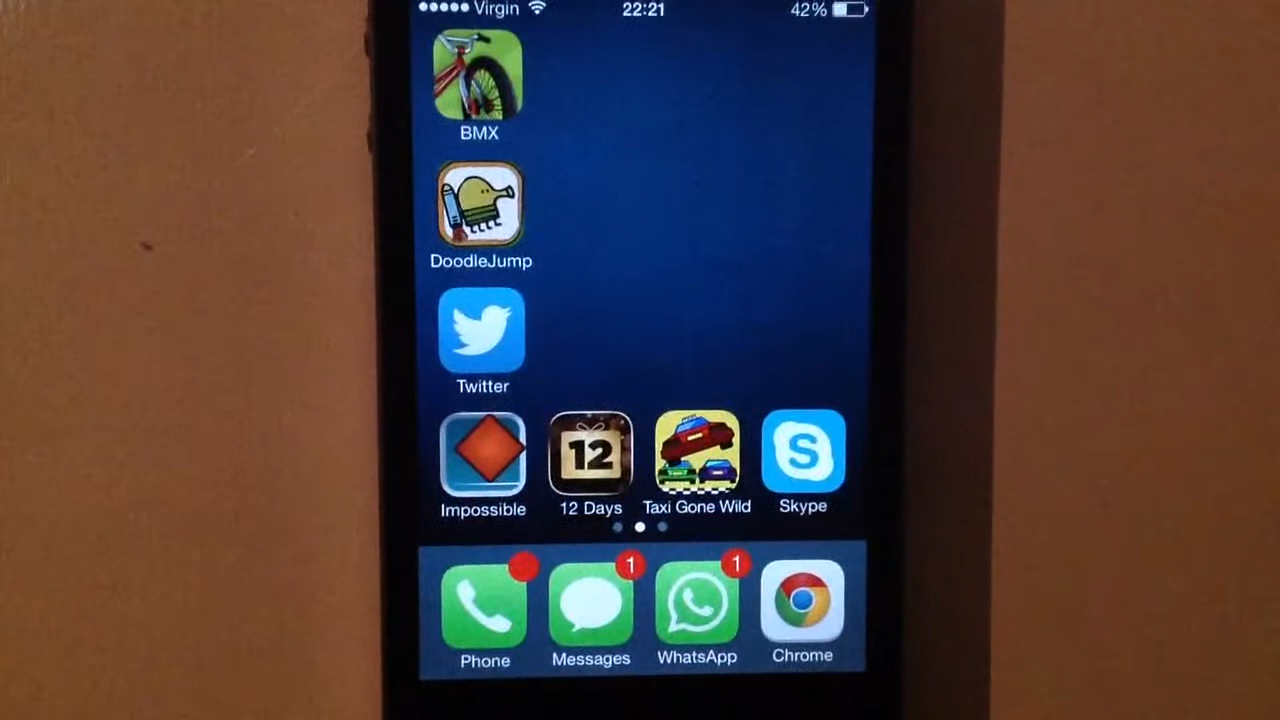 Virgin 22:21 42%
BMX
DoodleJump
Twitter
12
S
Impossible 12 Days Taxi Gone Wild Skype
1 1
Phone Messages WhatsApp Chrome